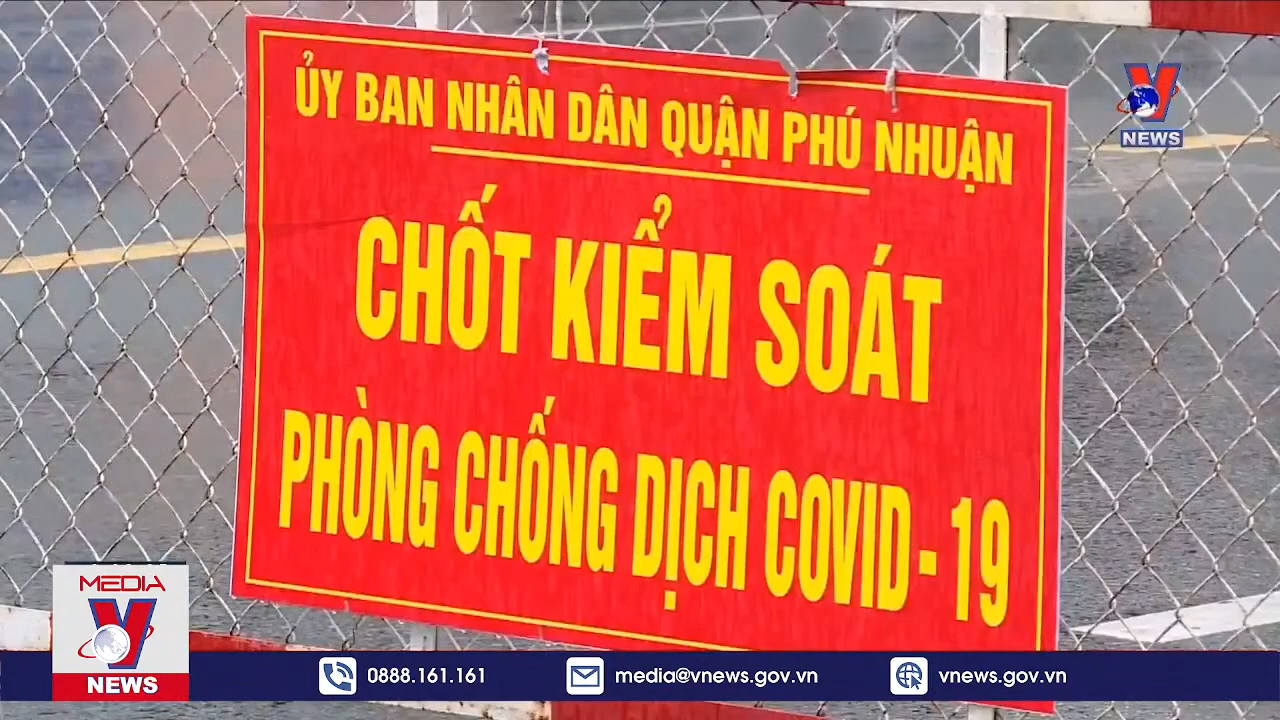 ỦY BAN NHÂN DÂN QUẬN PHÚ NHUẬN
CHỐT KIỂM SOÁT
PHÒNG CHỐNG DỊCH COVID - 19
V NEWS
MEDIA
V NEWS
0888.161.161
media@vnews.gov.vn
vnews.gov.vn